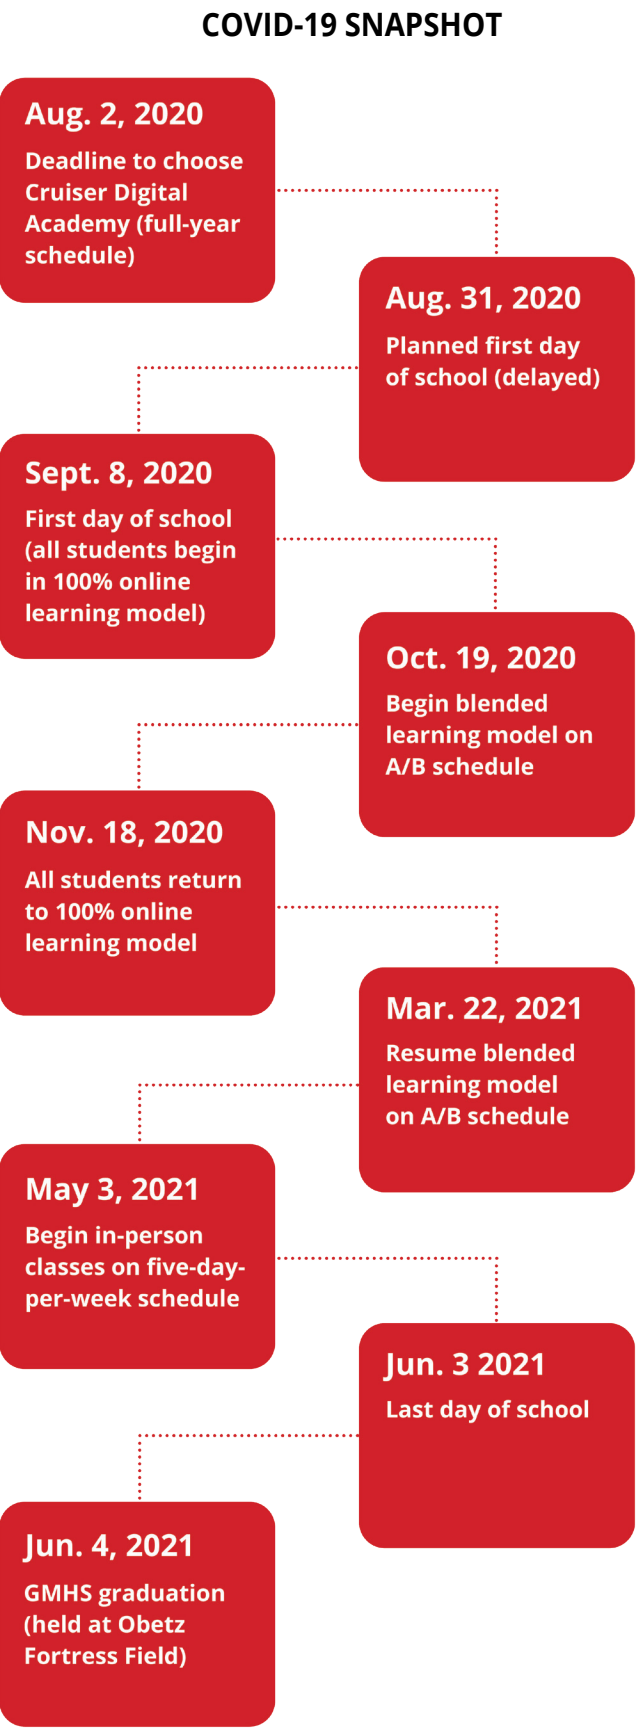 COVID-19 SNAPSHOT
Aug. 2, 2020
Deadline to choose
Cruiser Digital
Academy (full-year
schedule)
Aug. 31, 2020
Planned first day
of school (delayed)
Sept. 8, 2020
First day of school
(all students begin
in 100% online
learning model)
Oct. 19, 2020
Begin blended
learning model on
A/B schedule
Nov. 18, 2020
All students return
to 100% online
learning model
Mar. 22, 2021
Resume blended
learning model
on A/B schedule
May 3, 2021
Begin in-person
classes on five-day-
per-week schedule
Jun. 3 2021
Last day of school
Jun. 4, 2021
GMHS graduation
(held at Obetz
Fortress Field)